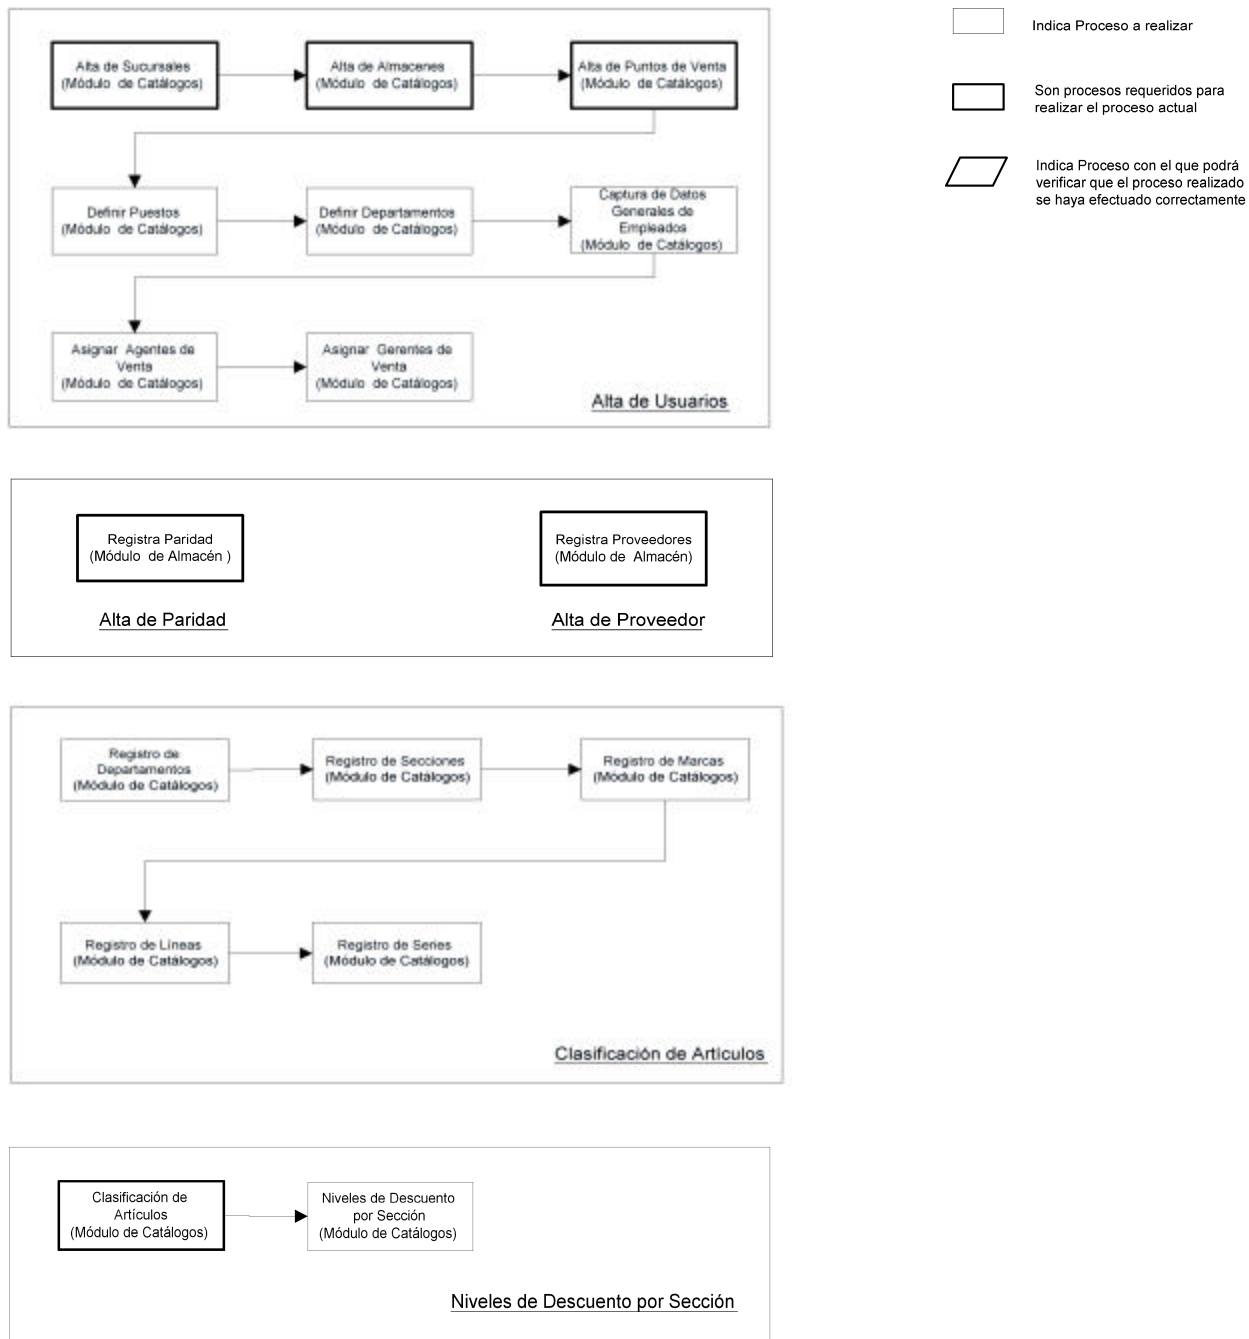 Alta de Sucursales
(Módulo de Catálogos)
Alta de Almacenes
(Módulo de Catálogos)
Alta de Puntos de Venta
(Módulo de Catálogos)
Definir Puestos
(Módulo de Catálogos)
Definir Departamentos
(Módulo de Catálogos)
Captura de Datos
Generales de
Empleados
(Módulo de Catálogos)
Asignar Agentes de
Venta
(Módulo de Catálogos)
Asignar Gerentes de
Venta
(Módulo de Catálogos)
Alta de Usuarios
Indica Proceso a realizar
Son procesos requeridos para
realizar el proceso actual
Indica Proceso con el que podrá
verificar que el proceso realizado
se haya efectuado correctamente
Registra Paridad
(Módulo de Almacén )
Registra Proveedores
(Módulo de Almacén)
Alta de Paridad
Alta de Proveedor
Registro de
Departamentos
(Módulo de Catálogos)
Registro de Secciones
(Módulo de Catálogos)
Registro de Marcas
(Módulo de Catálogos)
Registro de Líneas
(Módulo de Catálogos)
Registro de Series
(Módulo de Catálogos)
Clasificación de Artículos
Clasificación de
Artículos
(Módulo de Catálogos)
Niveles de Descuento
por Sección
(Módulo de Catálogos)
Niveles de Descuento por Sección